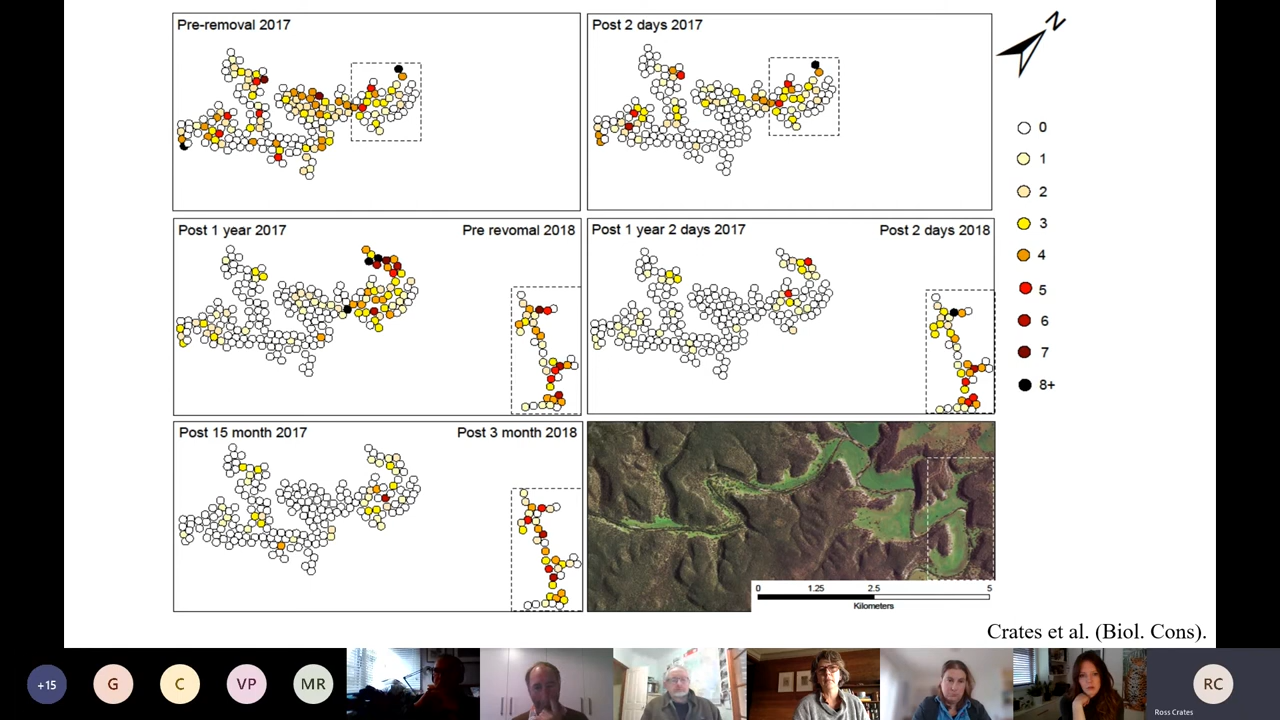 Pre-removal 2017
Post 2 days 2017
N
0
1
2
3
4
5
6
7
8+
Post 1 year 2017
Pre revomal 2018
Post 1 year 2 days 2017
Post 2 days 2018
Post 15 month 2017
Post 3 month 2018
0 1.25 2.5 5
Kilometers
Crates et al. (Biol. Cons).
+15
G
C
VP
MR
RC
Ross Crates